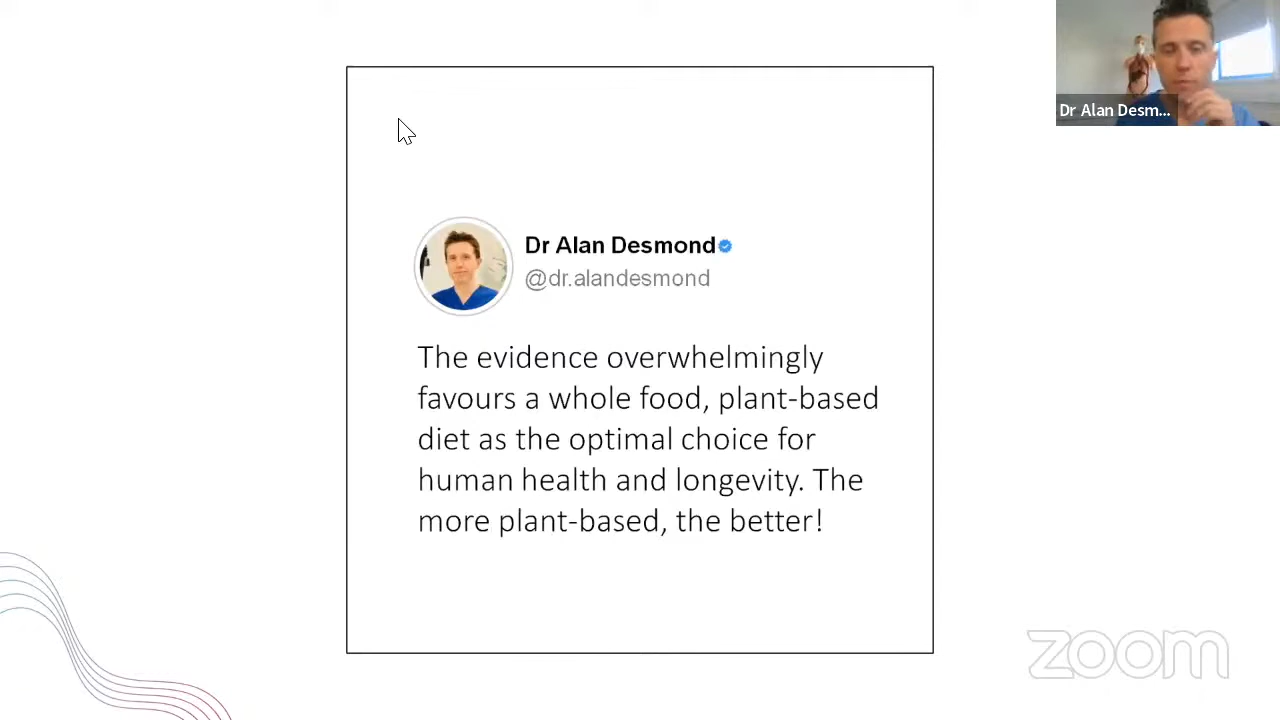 Dr Alan Desm...
Dr Alan Desmond
@dr.alandesmond
The evidence overwhelmingly
favours a whole food, plant-based
diet as the optimal choice for
human health and longevity. The
more plant-based, the better!
zoom